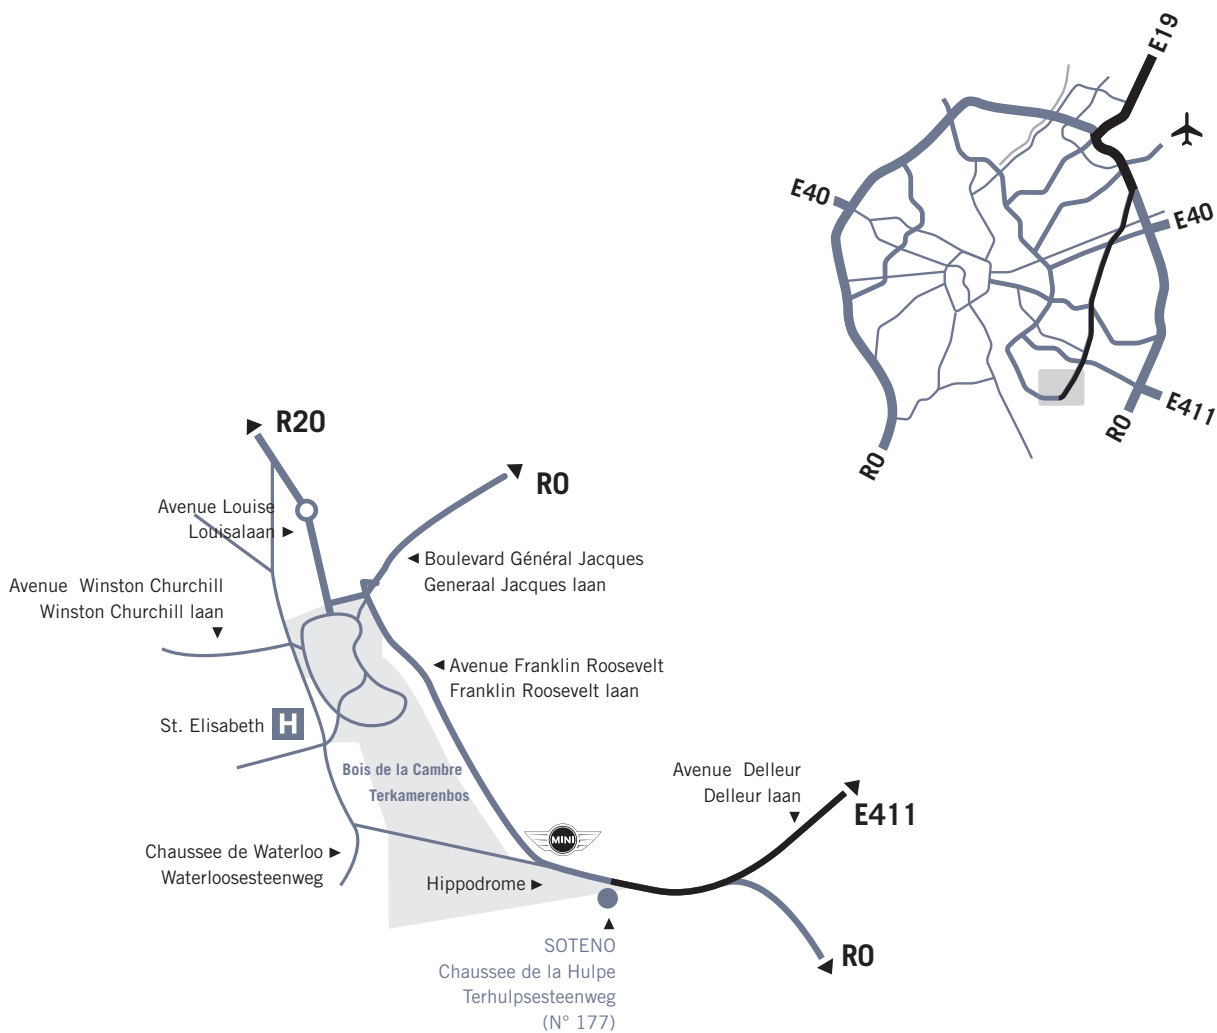 E19
E40
E40
E411
R0
R0
R20
R0
Avenue Louise
Louisalaan
Boulevard Général Jacques
Generaal Jacques laan
Avenue Winston Churchill
Winston Churchill laan
Avenue Franklin Roosevelt
Franklin Roosevelt laan
St. Elisabeth
H
Bois de la Cambre
Terkamerenbos
Avenue Delleur
Delleur laan
E411
MINI
Chaussee de Waterloo
Waterloosesteenweg
Hippodrome
SOTENO
Chaussee de la Hulpe
Terhulpsesteenweg
(N° 177)
R0